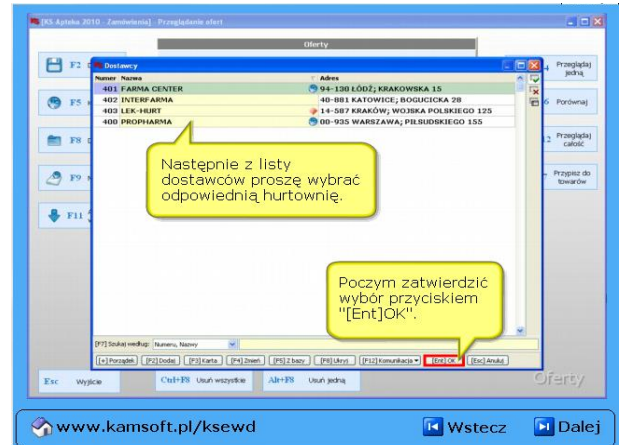 [KS-Apteka 2010 - Zamówienia] - Przeglądanie ofert
Oferty
F2
F5
F8
F9
F11
Przeglądaj jedną
6 Porównaj
Przeglądaj całość
Przypisz do towarów
Dostawcy
Numer Nazwa Adres
401 FARMA CENTER 94-130 ŁÓDŹ; KRAKOWSKA 15
402 INTERFARMA 40-881 KATOWICE; BOGUCICKA 28
403 LEK-HURT 14-587 KRAKÓW; WOJSKA POLSKIEGO 125
400 PROPHARMA 00-935 WARSZAWA; PIŁSUDSKIEGO 155
Następnie z listy
dostawców proszę wybrać
odpowiednią hurtownię.
Poczym zatwierdzić
wybór przyciskiem
"[Ent]OK".
[F7] Szukaj według: Numeru, Nazwy
[+] Porządek [F2] Dodaj [F3] Karta [F4] Zmień [F5] Z bazy [F8] Ukryj [F12] Komunikacja [Ent] OK [Esc] Anuluj
Esc Wyjście Ctrl+F8 Usuń wszystkie Alt+F8 Usuń jedną Oferty
www.kamsoft.pl/ksewd Wstecz Dalej